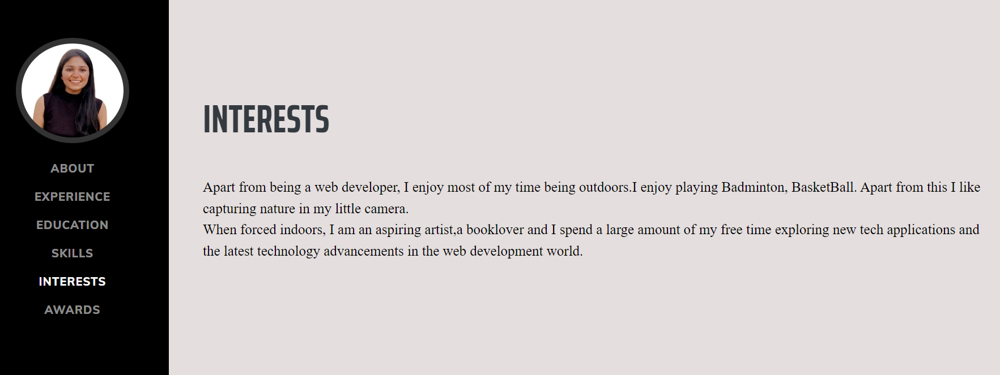 ABOUT
EXPERIENCE
EDUCATION
SKILLS
INTERESTS
AWARDS
INTERESTS
Apart from being a web developer, I enjoy most of my time being outdoors.I enjoy playing Badminton, BasketBall. Apart from this I like
capturing nature in my little camera.
When forced indoors, I am an aspiring artist,a booklover and I spend a large amount of my free time exploring new tech applications and
the latest technology advancements in the web development world.